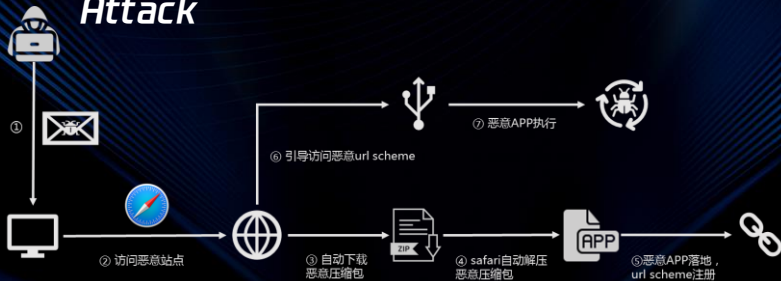 Attack
①
⑥ 引导访问恶意url scheme
⑦ 恶意APP执行
② 访问恶意站点
③ 自动下载
恶意压缩包
ZIP
④ safari自动解压
恶意压缩包
APP
⑤恶意APP落地，
url scheme注册